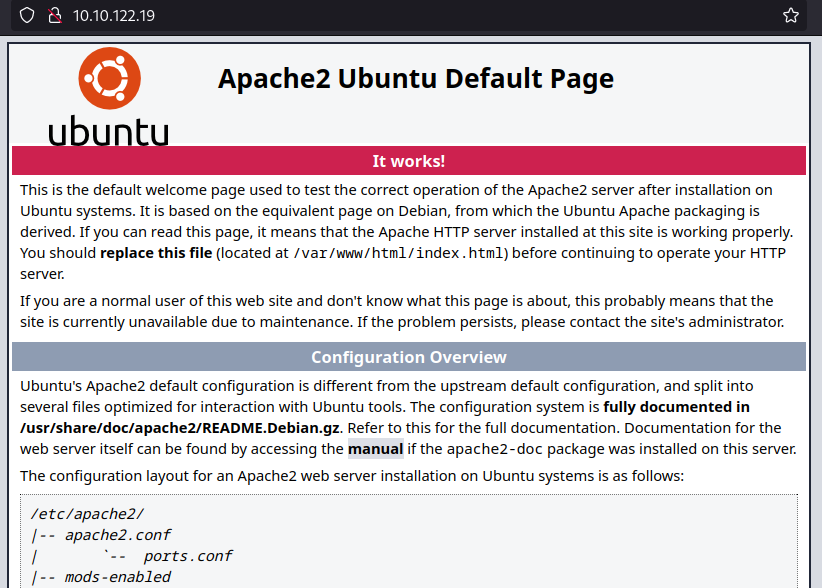 10.10.122.19
Apache2 Ubuntu Default Page
ubuntu
It works!
This is the default welcome page used to test the correct operation of the Apache2 server after installation on
Ubuntu systems. It is based on the equivalent page on Debian, from which the Ubuntu Apache packaging is
derived. If you can read this page, it means that the Apache HTTP server installed at this site is working properly.
You should replace this file (located at /var/www/html/index.html) before continuing to operate your HTTP
server.
If you are a normal user of this web site and don't know what this page is about, this probably means that the
site is currently unavailable due to maintenance. If the problem persists, please contact the site's administrator.
Configuration Overview
Ubuntu's Apache2 default configuration is different from the upstream default configuration, and split into
several files optimized for interaction with Ubuntu tools. The configuration system is fully documented in
/usr/share/doc/apache2/README.Debian.gz. Refer to this for the full documentation. Documentation for the
web server itself can be found by accessing the manual if the apache2-doc package was installed on this server.
The configuration layout for an Apache2 web server installation on Ubuntu systems is as follows:
/etc/apache2/
|-- apache2.conf
|       `--  ports.conf
|-- mods-enabled